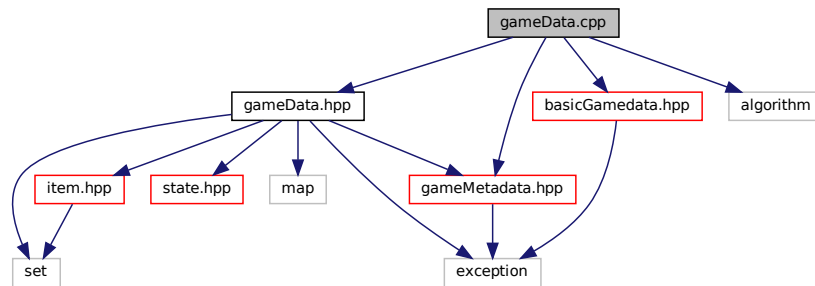 gameData.cpp
gameData.hpp
basicGamedata.hpp
algorithm
item.hpp
state.hpp
map
gameMetadata.hpp
set
exception